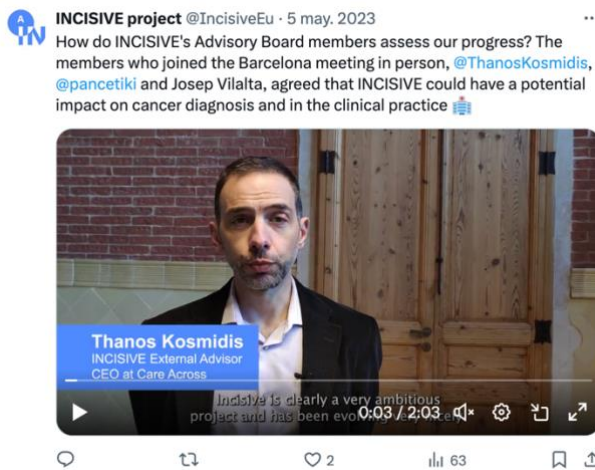 INCISIVE project @IncisiveEu · 5 may. 2023
How do INCISIVE's Advisory Board members assess our progress? The
members who joined the Barcelona meeting in person, @ThanosKosmidis,
@pancetiki and Josep Vilalta, agreed that INCISIVE could have a potential
impact on cancer diagnosis and in the clinical practice 🏥
Thanos Kosmidis
INCISIVE External Advisor
CEO at Care Across
Incisive is clearly a very ambitious
project and has been evolving very nicely
0:03 / 2:03
2
63